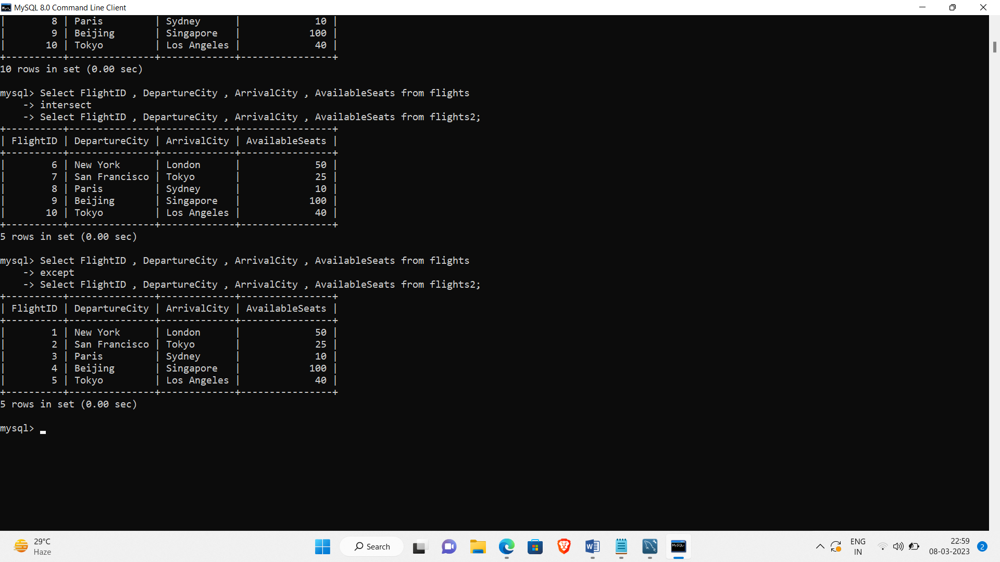 MySQL 8.0 Command Line Client
|        8 | Paris         | Sydney      |             10 |
|        9 | Beijing       | Singapore   |            100 |
|       10 | Tokyo         | Los Angeles |             40 |
+----------+---------------+-------------+----------------+
10 rows in set (0.00 sec)
mysql> Select FlightID , DepartureCity , ArrivalCity , AvailableSeats from flights
    -> intersect
    -> Select FlightID , DepartureCity , ArrivalCity , AvailableSeats from flights2;
+----------+---------------+-------------+----------------+
| FlightID | DepartureCity | ArrivalCity | AvailableSeats |
+----------+---------------+-------------+----------------+
|        6 | New York      | London      |             50 |
|        7 | San Francisco | Tokyo       |             25 |
|        8 | Paris         | Sydney      |             10 |
|        9 | Beijing       | Singapore   |            100 |
|       10 | Tokyo         | Los Angeles |             40 |
+----------+---------------+-------------+----------------+
5 rows in set (0.00 sec)
mysql> Select FlightID , DepartureCity , ArrivalCity , AvailableSeats from flights
    -> except
    -> Select FlightID , DepartureCity , ArrivalCity , AvailableSeats from flights2;
+----------+---------------+-------------+----------------+
| FlightID | DepartureCity | ArrivalCity | AvailableSeats |
+----------+---------------+-------------+----------------+
|        1 | New York      | London      |             50 |
|        2 | San Francisco | Tokyo       |             25 |
|        3 | Paris         | Sydney      |             10 |
|        4 | Beijing       | Singapore   |            100 |
|        5 | Tokyo         | Los Angeles |             40 |
+----------+---------------+-------------+----------------+
5 rows in set (0.00 sec)
mysql>
29°C
Haze
Search
ENG
IN
22:59
08-03-2023
2